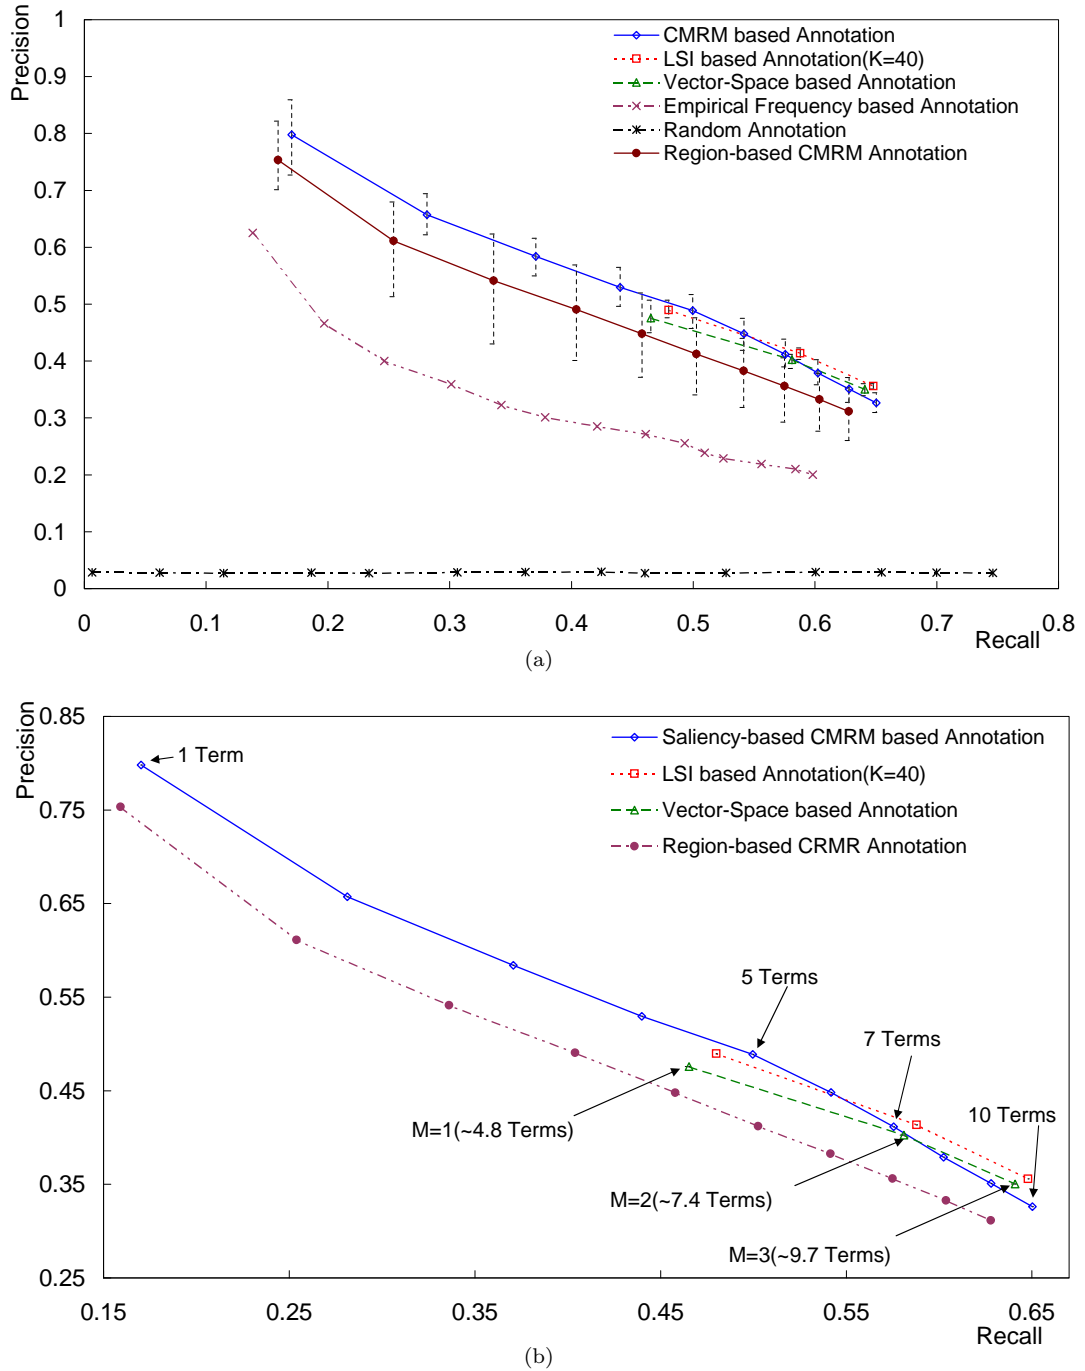 Precision
1
0.9
0.8
0.7
0.6
0.5
0.4
0.3
0.2
0.1
0
CMRM based Annotation
LSI based Annotation(K=40)
Vector-Space based Annotation
Empirical Frequency based Annotation
Random Annotation
Region-based CMRM Annotation
0 0.1 0.2 0.3 0.4 0.5 0.6 0.7 0.8
Recall
(a)
Precision
0.85
0.75
0.65
0.55
0.45
0.35
0.25
Saliency-based CMRM based Annotation
LSI based Annotation(K=40)
Vector-Space based Annotation
Region-based CRMR Annotation
1 Term
5 Terms
7 Terms
10 Terms
M=1(~4.8 Terms)
M=2(~7.4 Terms)
M=3(~9.7 Terms)
0.15 0.25 0.35 0.45 0.55 0.65
Recall
(b)